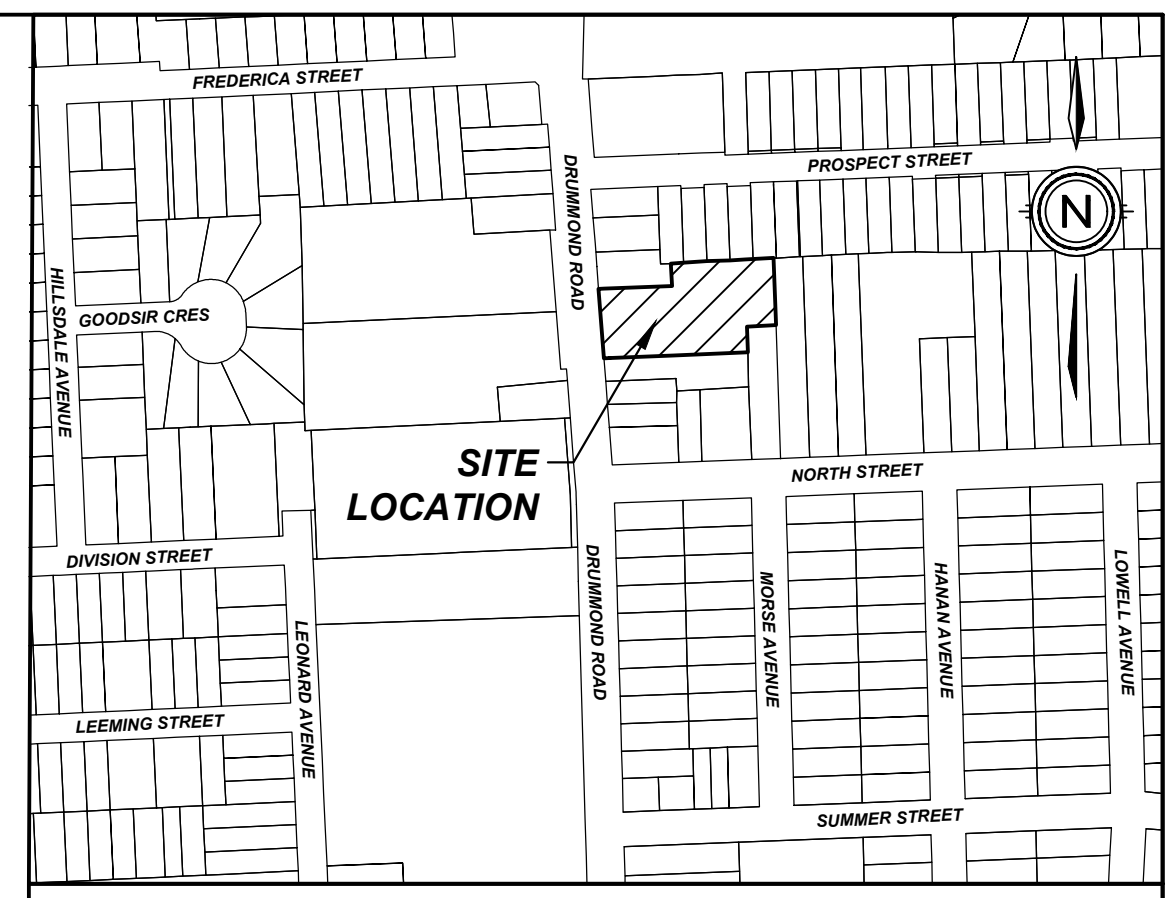 FREDERICA STREET
PROSPECT STREET
DRUMMOND ROAD
N
HILLSDALE AVENUE
GOODSIR CRES
SITE
LOCATION
NORTH STREET
DIVISION STREET
DRUMMOND ROAD
MORSE AVENUE
HANAN AVENUE
LOWELL AVENUE
LEONARD AVENUE
LEEMING STREET
SUMMER STREET